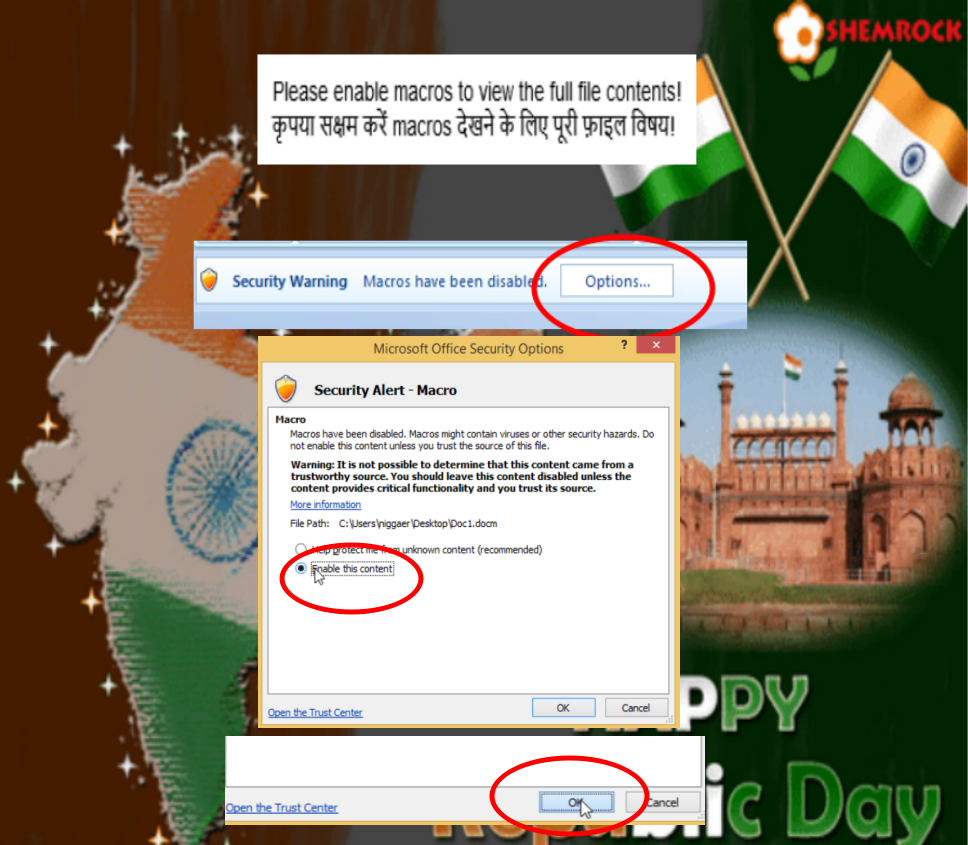 SHEMROCK
Please enable macros to view the full file contents!
कृपया सक्षम करें macros देखने के लिए पूरी फ़ाइल विषय!
Security Warning Macros have been disabled. Options...
Microsoft Office Security Options ? ×
Security Alert - Macro
Macro
Macros have been disabled. Macros might contain viruses or other security hazards. Do
not enable this content unless you trust the source of this file.
Warning: It is not possible to determine that this content came from a
trustworthy source. You should leave this content disabled unless the
content provides critical functionality and you trust its source.
More information
File Path: C:\Users\niggaer\Desktop\Doc1.docm
Help protect me from unknown content (recommended)
Enable this content
Open the Trust Center OK Cancel
PPY
Open the Trust Center OK Cancel
ic Day